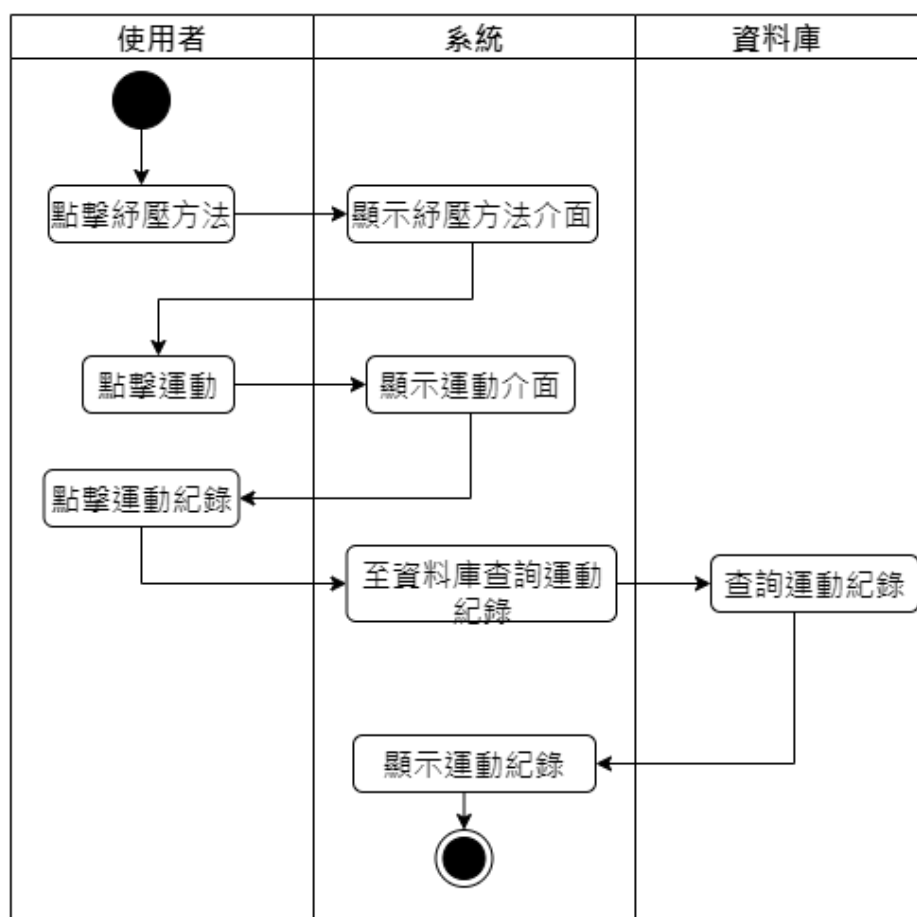 使用者
系統
資料庫
點擊紓壓方法
顯示紓壓方法介面
點擊運動
顯示運動介面
點擊運動紀錄
至資料庫查詢運動
紀錄
查詢運動紀錄
顯示運動紀錄